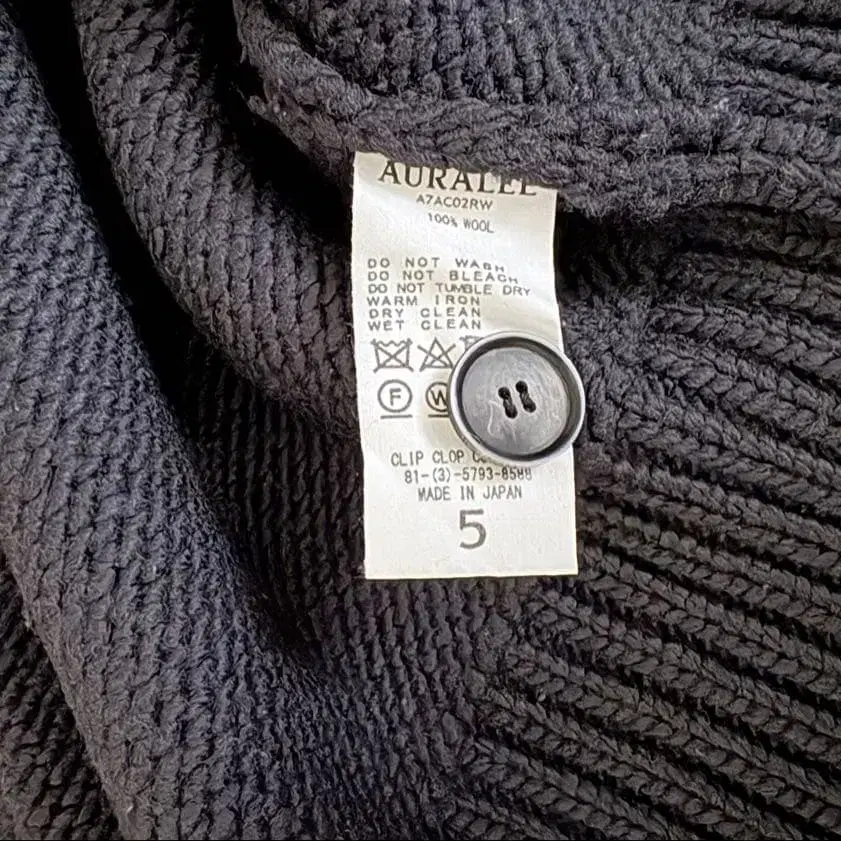 AURALEE
A7AC02RW
100% WOOL
DO NOT WASH
DO NOT BLEACH
DO NOT TUMBLE DRY
WARM IRON
DRY CLEAN
WET CLEAN
F W
CLIP CLOP
81-(3)-5793-8588
MADE IN JAPAN
5